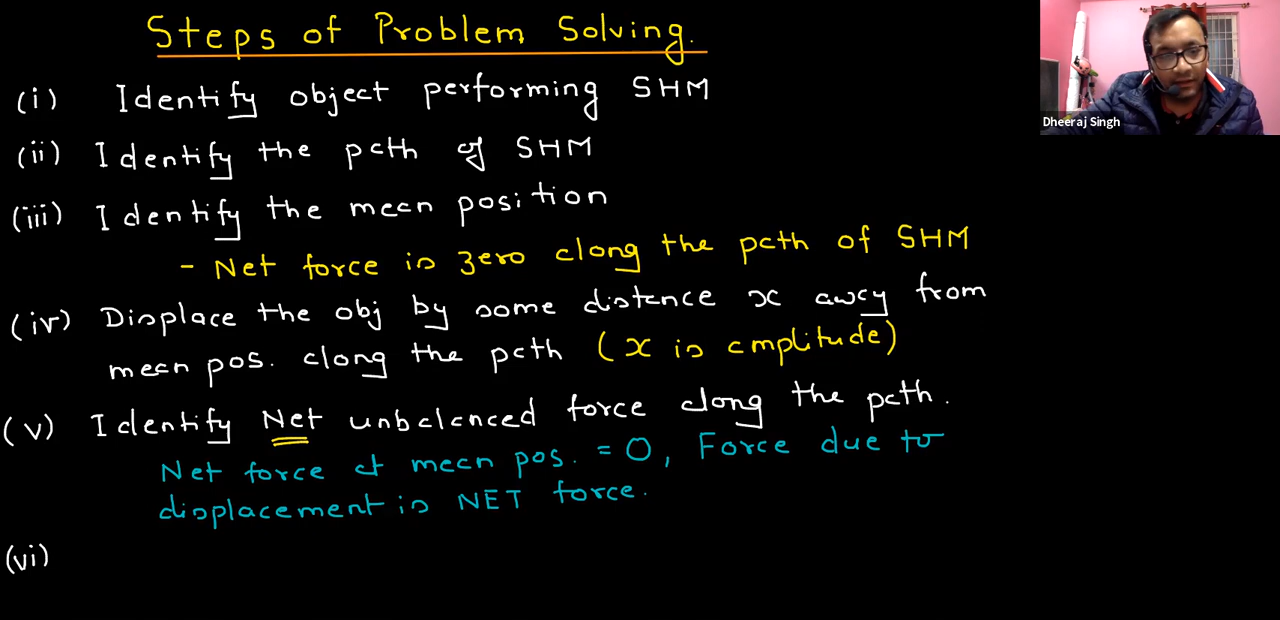 Steps of Problem Solving.
(i) Identify object performing SHM
(ii) Identify the path of SHM
(iii) Identify the mean position
- Net force is zero along the path of SHM
(iv) Displace the obj by some distance x away from
mean pos. along the path (x is amplitude)
(v) Identify Net unbalanced force along the path.
Net force at mean pos. = 0, Force due to
displacement is NET force.
(vi)
Dheeraj Singh